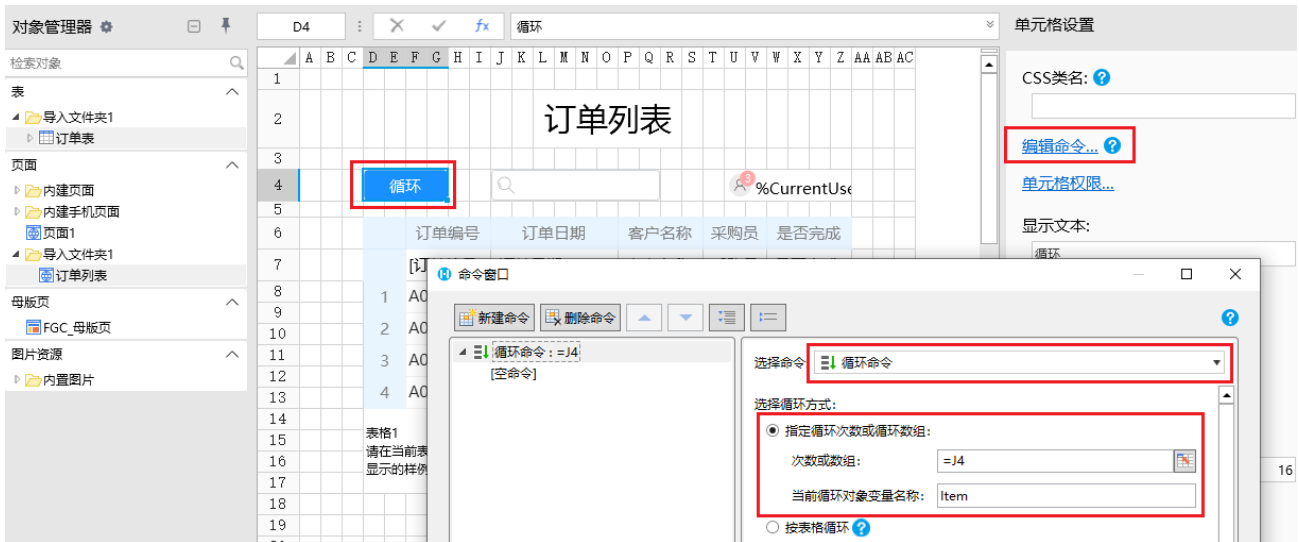 对象管理器
D4
fx
循环
单元格设置
检索对象
A B C D E F G H I J K L M N O P Q R S T U V W X Y Z AA AB AC
表
导入文件夹1
订单表
页面
内建页面
内建手机页面
页面1
导入文件夹1
订单列表
母版页
FGC_母版页
图片资源
内置图片
1
2
订单列表
3
4
循环
3
%CurrentUse
5
6
订单编号 订单日期 客户名称 采购员 是否完成
7
8
1 A0
9
10
2 A0
11
3 A0
12
13
4 A0
14
15
表格1
请在当前表
16
显示的样例
17
18
19
CSS类名:
编辑命令...
单元格权限...
显示文本:
循环
16
命令窗口
新建命令 删除命令
循环命令 : =J4
[空命令]
选择命令
循环命令
选择循环方式:
指定循环次数或循环数组:
次数或数组:
=J4
当前循环对象变量名称:
Item
按表格循环